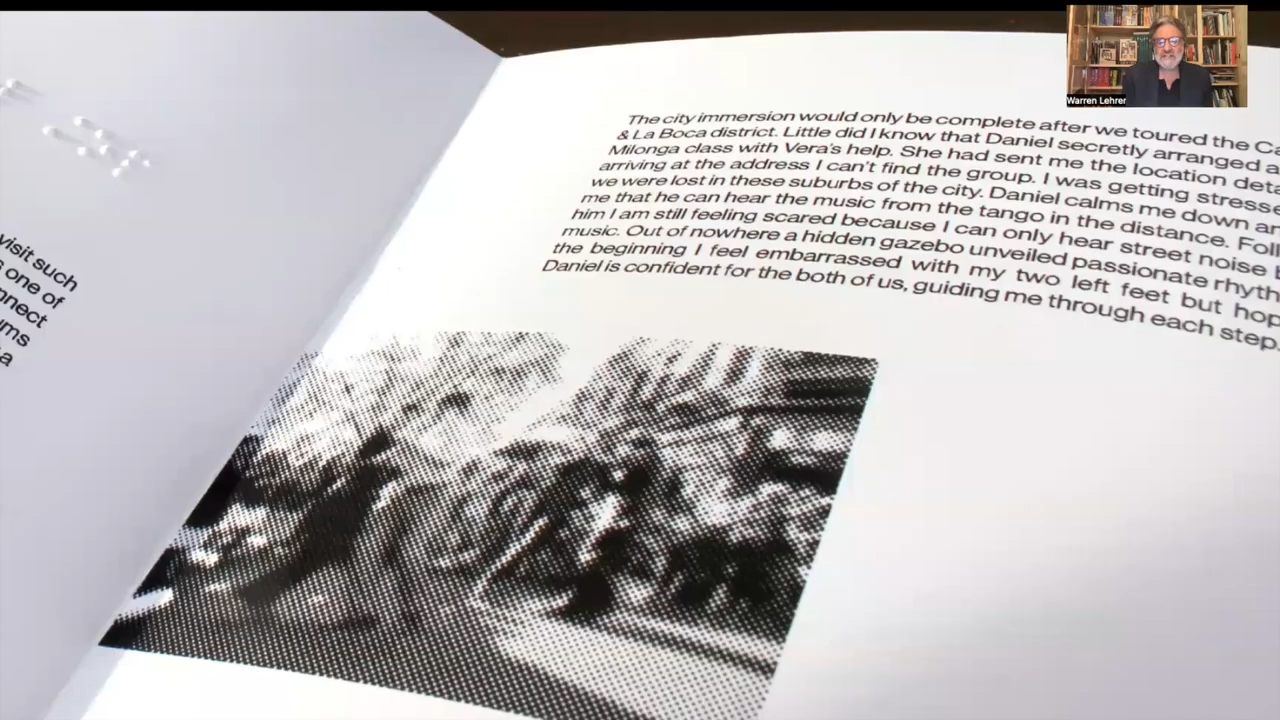 visit such
s one of
nnect
ums
a
The city immersion would only be complete after we toured the Ca
& La Boca district. Little did I know that Daniel secretly arranged a
Milonga class with Vera's help. She had sent me the location deta
arriving at the address I can't find the group. I was getting stresse
we were lost in these suburbs of the city. Daniel calms me down an
me that he can hear the music from the tango in the distance. Foll
him I am still feeling scared because I can only hear street noise b
music. Out of nowhere a hidden gazebo unveiled passionate rhyth
the beginning I feel embarrassed with my two left feet but hop
Daniel is confident for the both of us, guiding me through each step.
Warren Lehrer